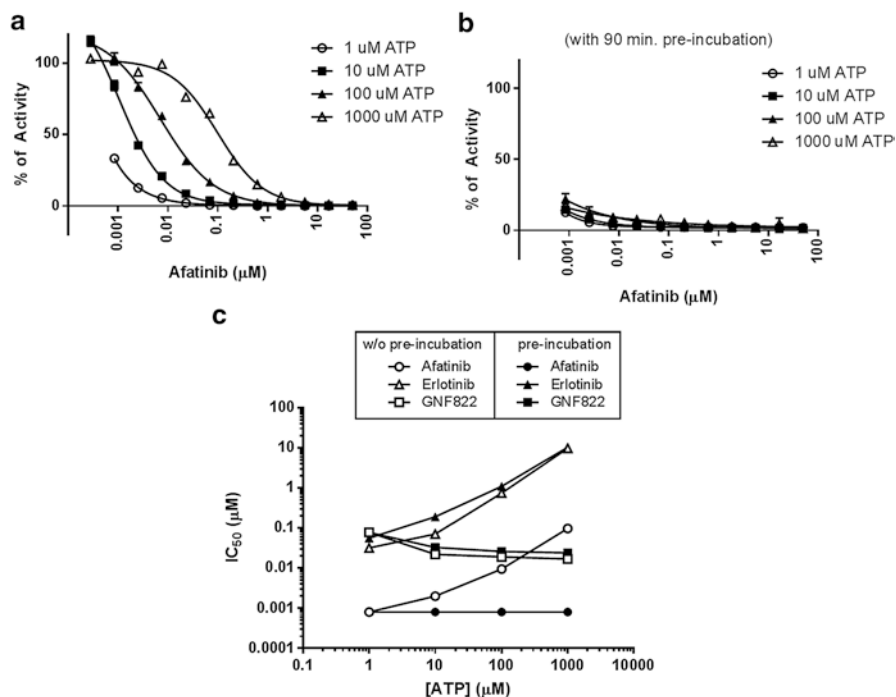 a
% of Activity
100
50
0
0.001
0.01
0.1
1
10
100
Afatinib (µM)
1 uM ATP
10 uM ATP
100 uM ATP
1000 uM ATP
b
(with 90 min. pre-incubation)
% of Activity
100
50
0
0.001
0.01
0.1
1
10
100
Afatinib (µM)
1 uM ATP
10 uM ATP
100 uM ATP
1000 uM ATP
c
w/o pre-incubation
Afatinib
Erlotinib
GNF822
pre-incubation
Afatinib
Erlotinib
GNF822
IC50 (µM)
100
10
1
0.1
0.01
0.001
0.0001
0.1
1
10
100
1000
10000
[ATP] (µM)